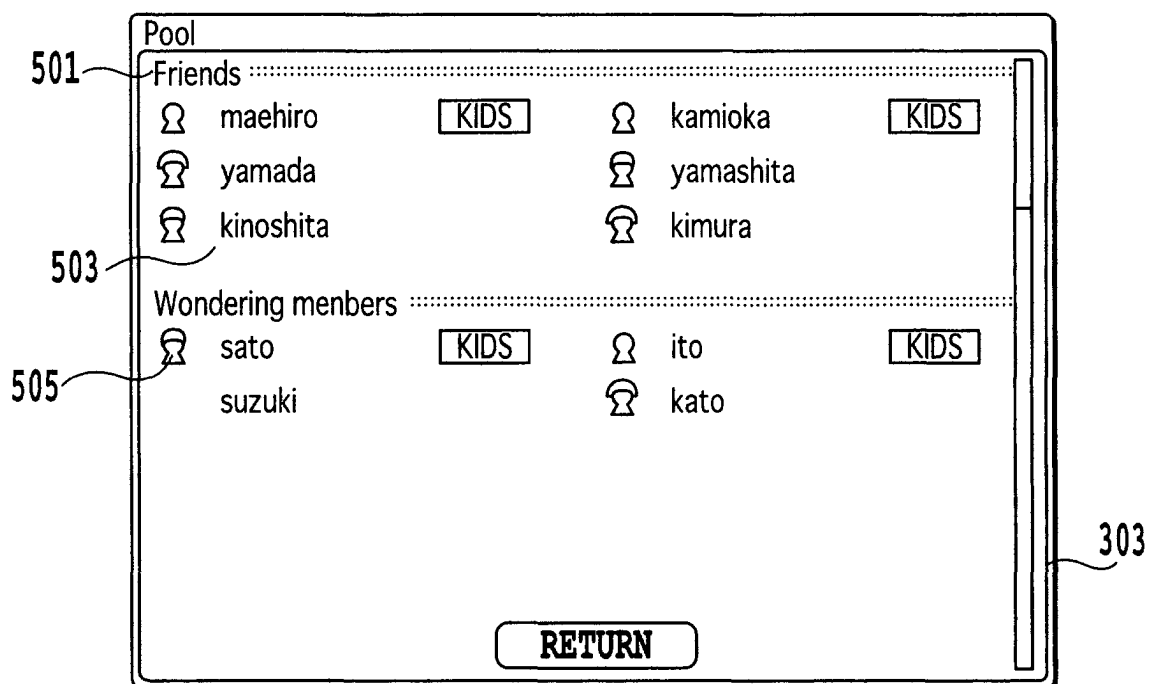 Pool
501 Friends
maehiro KIDS kamioka KIDS
yamada yamashita
kinoshita kimura
503
Wondering menbers
sato KIDS ito KIDS
505
suzuki kato
303
RETURN